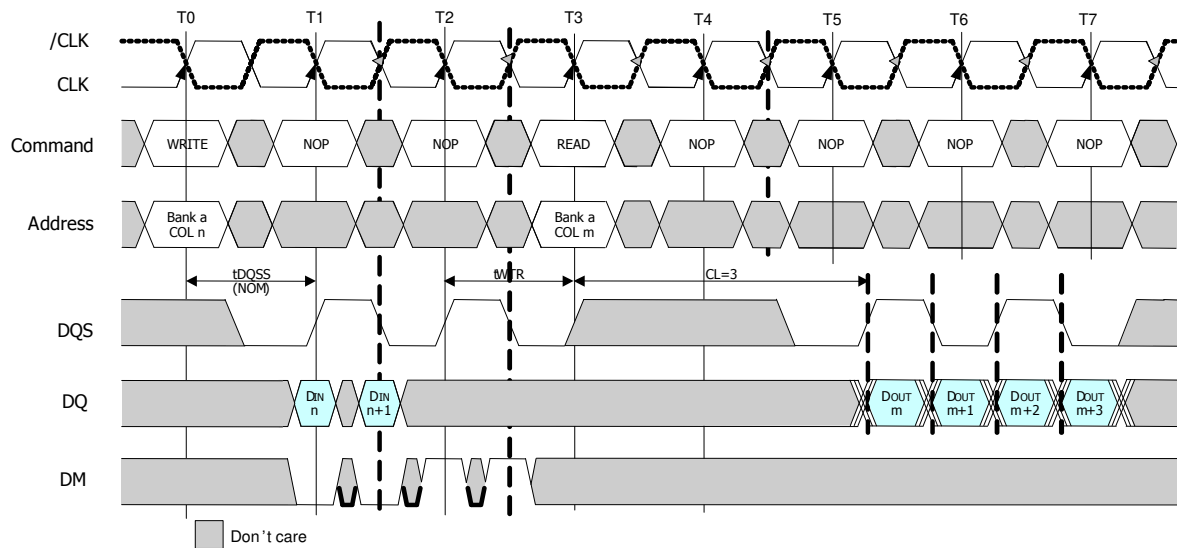 T0 T1 T2 T3 T4 T5 T6 T7
/CLK
CLK
Command WRITE NOP NOP READ NOP NOP NOP NOP
Address Bank a COL n Bank a COL m
tDQSS
(NOM)
tWTR
CL=3
DQS
DQ DIN n DIN n+1 DOUT m DOUT m+1 DOUT m+2 DOUT m+3
DM
Don't care